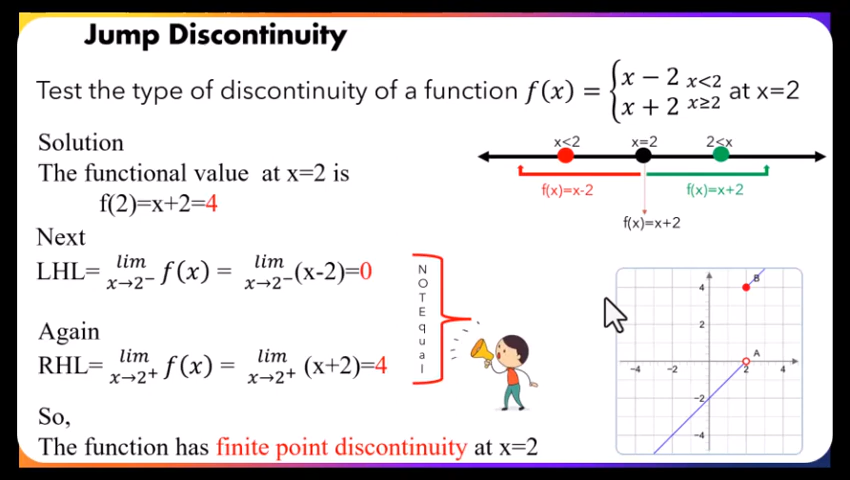 Jump Discontinuity
Test the type of discontinuity of a function f(x) = {x − 2 x<2
x + 2 x≥2 at x=2
Solution
The functional value at x=2 is
f(2)=x+2=4
Next
LHL= lim x→2⁻ f(x) = lim x→2⁻ (x-2)=0
Again
RHL= lim x→2⁺ f(x) = lim x→2⁺ (x+2)=4
So,
The function has finite point discontinuity at x=2
x<2 x=2 2<x
f(x)=x-2 f(x)=x+2
f(x)=x+2
N
O
T
E
q
u
a
l
4 B
2
A
−4 −2 2 4
−2
−4